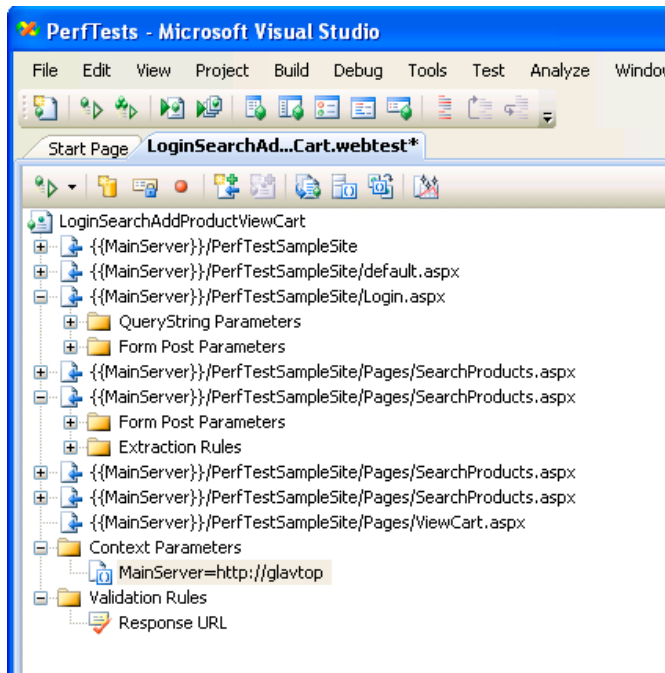 PerfTests - Microsoft Visual Studio
File Edit View Project Build Debug Tools Test Analyze Window
Start Page LoginSearchAd...Cart.webtest*
LoginSearchAddProductViewCart
{{MainServer}}/PerfTestSampleSite
{{MainServer}}/PerfTestSampleSite/default.aspx
{{MainServer}}/PerfTestSampleSite/Login.aspx
QueryString Parameters
Form Post Parameters
{{MainServer}}/PerfTestSampleSite/Pages/SearchProducts.aspx
{{MainServer}}/PerfTestSampleSite/Pages/SearchProducts.aspx
Form Post Parameters
Extraction Rules
{{MainServer}}/PerfTestSampleSite/Pages/SearchProducts.aspx
{{MainServer}}/PerfTestSampleSite/Pages/SearchProducts.aspx
{{MainServer}}/PerfTestSampleSite/Pages/ViewCart.aspx
Context Parameters
MainServer=http://glavtop
Validation Rules
Response URL